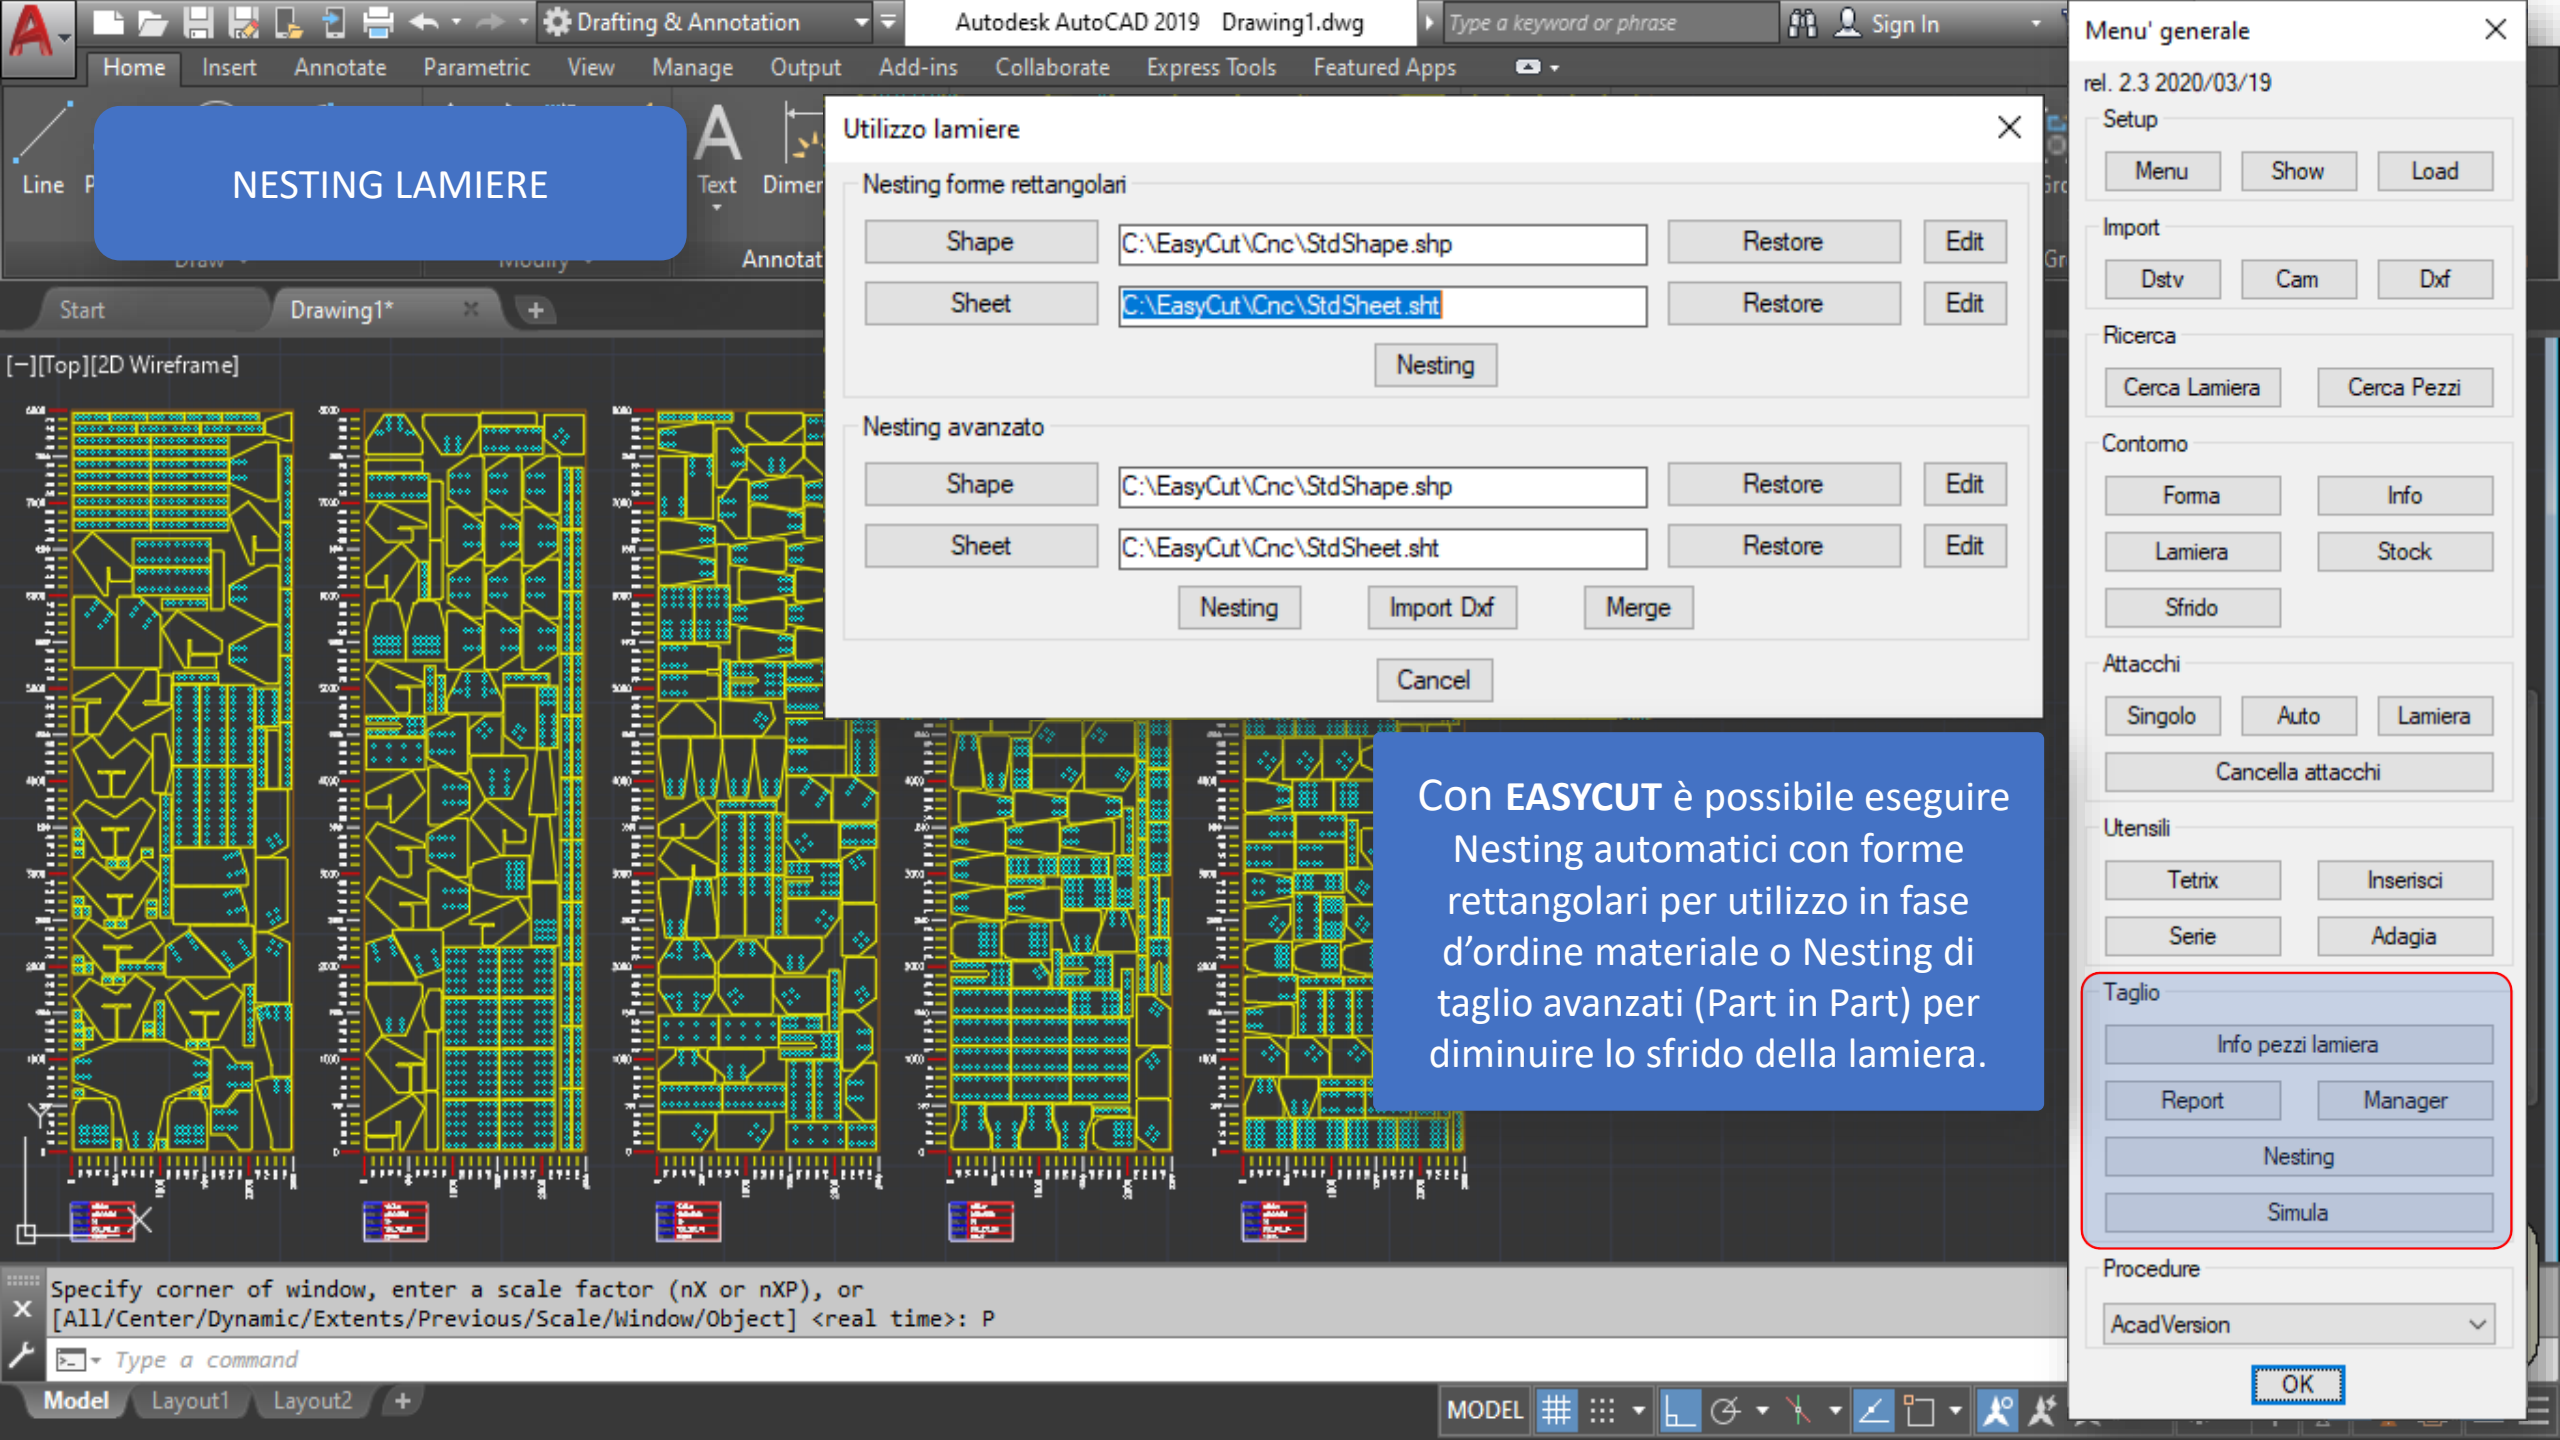 Drafting & Annotation
Autodesk AutoCAD 2019 Drawing1.dwg
Type a keyword or phrase
Sign In
Home Insert Annotate Parametric View Manage Output Add-ins Collaborate Express Tools Featured Apps
Line
Text
Annotat
NESTING LAMIERE
Start
Drawing1*
[−][Top][2D Wireframe]
Utilizzo lamiere
Nesting forme rettangolari
Shape C:\EasyCut\Cnc\StdShape.shp Restore Edit
Sheet C:\EasyCut\Cnc\StdSheet.sht Restore Edit
Nesting
Nesting avanzato
Shape C:\EasyCut\Cnc\StdShape.shp Restore Edit
Sheet C:\EasyCut\Cnc\StdSheet.sht Restore Edit
Nesting Import Dxf Merge
Cancel
Con EASYCUT è possibile eseguire
Nesting automatici con forme
rettangolari per utilizzo in fase
d’ordine materiale o Nesting di
taglio avanzati (Part in Part) per
diminuire lo sfrido della lamiera.
Menu' generale
rel. 2.3 2020/03/19
Setup
Menu Show Load
Import
Dstv Cam Dxf
Ricerca
Cerca Lamiera Cerca Pezzi
Contorno
Forma Info
Lamiera Stock
Sfrido
Attacchi
Singolo Auto Lamiera
Cancella attacchi
Utensili
Tetrix Inserisci
Serie Adagia
Taglio
Info pezzi lamiera
Report Manager
Nesting
Simula
Procedure
AcadVersion
OK
Specify corner of window, enter a scale factor (nX or nXP), or
[All/Center/Dynamic/Extents/Previous/Scale/Window/Object] <real time>: P
Type a command
Model Layout1 Layout2
MODEL